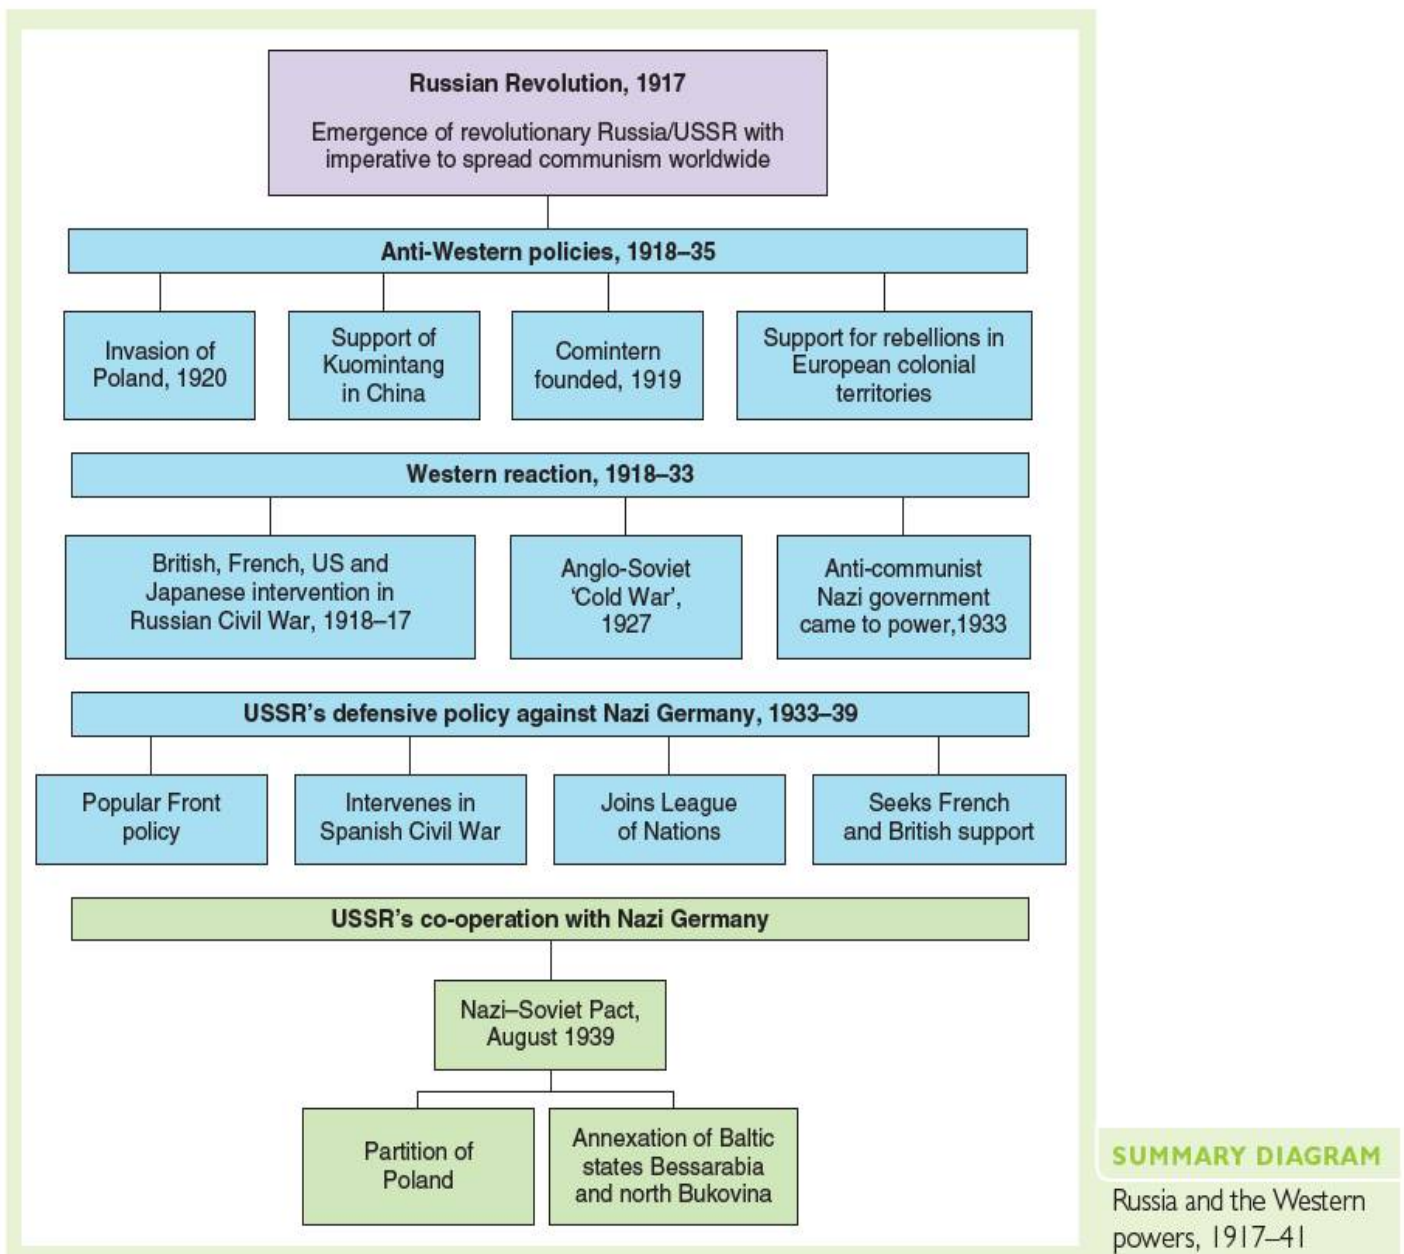 Russian Revolution, 1917
Emergence of revolutionary Russia/USSR with
imperative to spread communism worldwide
Anti-Western policies, 1918–35
Invasion of
Poland, 1920
Support of
Kuomintang
in China
Comintern
founded, 1919
Support for rebellions in
European colonial
territories
Western reaction, 1918–33
British, French, US and
Japanese intervention in
Russian Civil War, 1918–17
Anglo-Soviet
‘Cold War’,
1927
Anti-communist
Nazi government
came to power,1933
USSR’s defensive policy against Nazi Germany, 1933–39
Popular Front
policy
Intervenes in
Spanish Civil War
Joins League
of Nations
Seeks French
and British support
USSR’s co-operation with Nazi Germany
Nazi–Soviet Pact,
August 1939
Partition of
Poland
Annexation of Baltic
states Bessarabia
and north Bukovina
SUMMARY DIAGRAM
Russia and the Western
powers, 1917–41